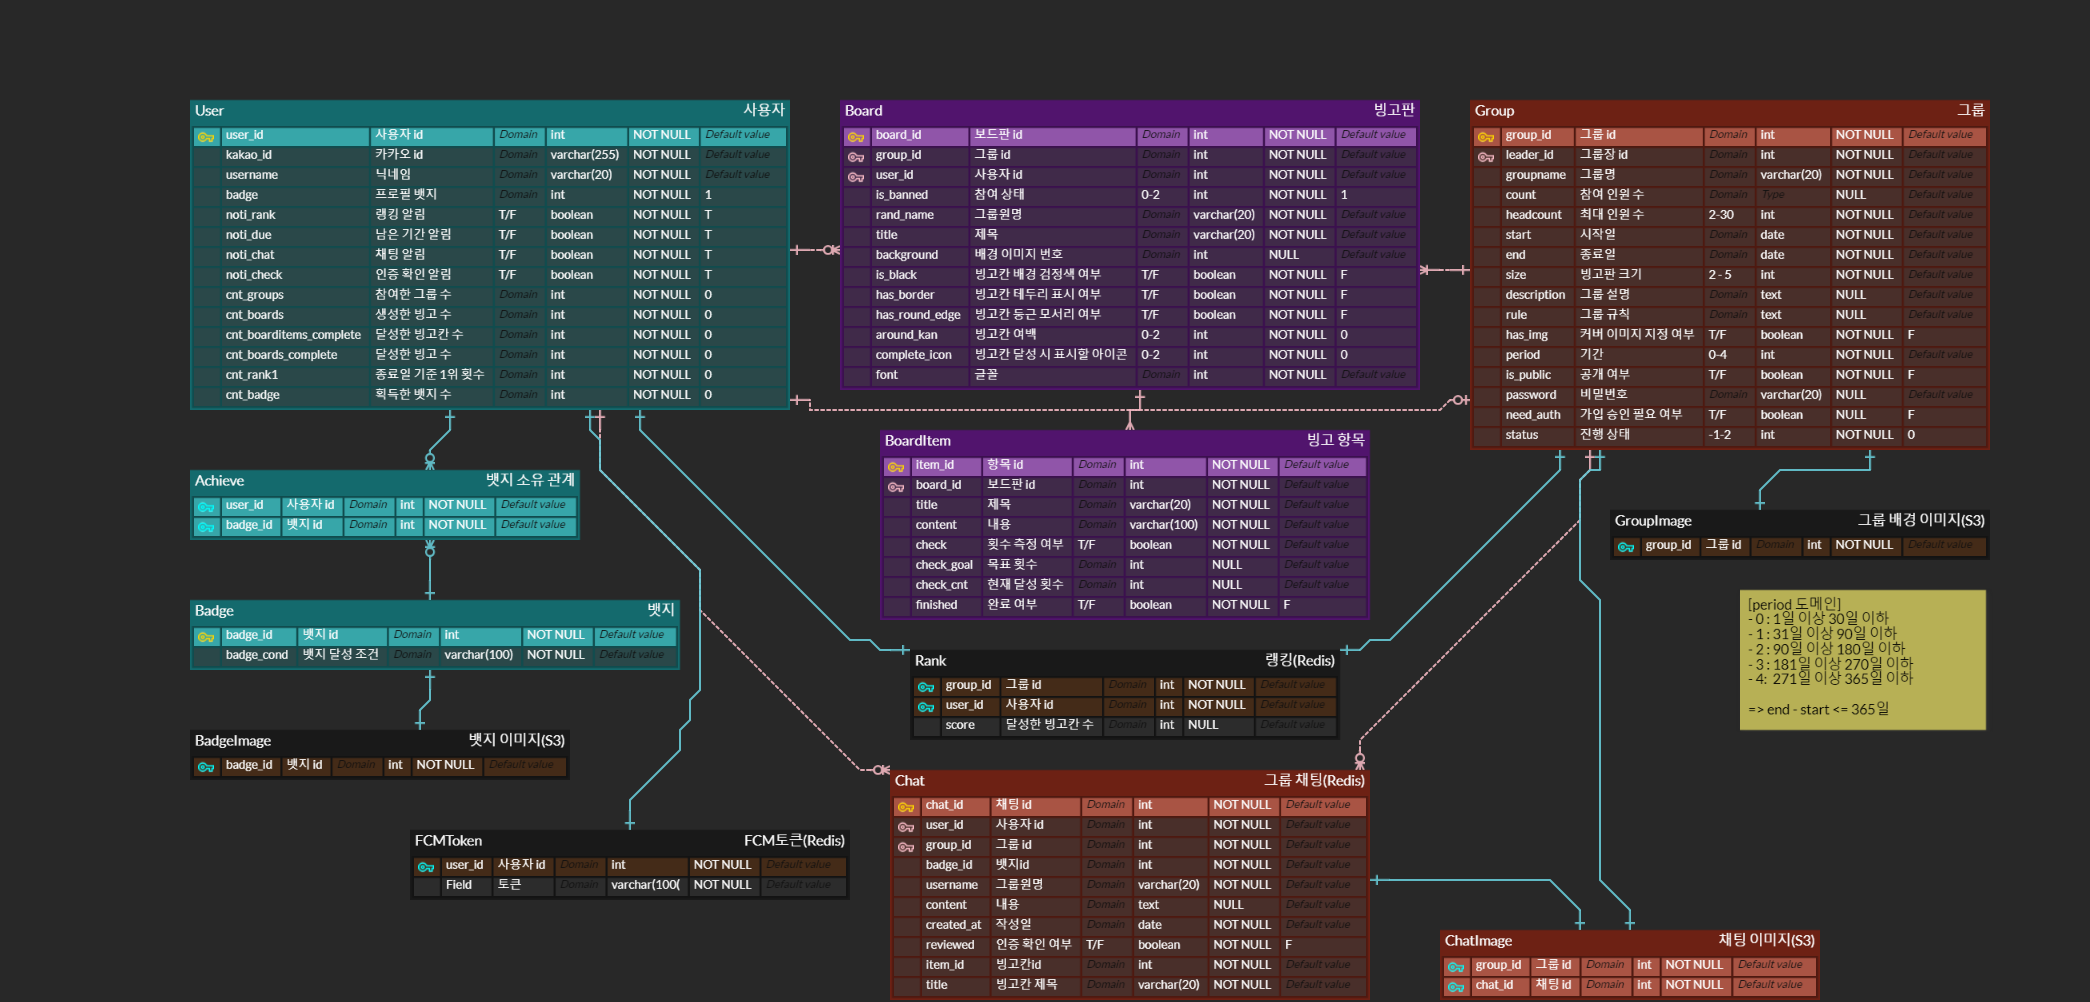 User 사용자
user_id 사용자 id Domain int NOT NULL Default value
kakao_id 카카오 id Domain varchar(255) NOT NULL Default value
username 닉네임 Domain varchar(20) NOT NULL Default value
badge 프로필 뱃지 Domain int NOT NULL 1
noti_rank 랭킹 알림 T/F boolean NOT NULL T
noti_due 남은 기간 알림 T/F boolean NOT NULL T
noti_chat 채팅 알림 T/F boolean NOT NULL T
noti_check 인증 확인 알림 T/F boolean NOT NULL T
cnt_groups 참여한 그룹 수 Domain int NOT NULL 0
cnt_boards 생성한 빙고 수 Domain int NOT NULL 0
cnt_boarditems_complete 달성한 빙고칸 수 Domain int NOT NULL 0
cnt_boards_complete 달성한 빙고 수 Domain int NOT NULL 0
cnt_rank1 종료일 기준 1위 횟수 Domain int NOT NULL 0
cnt_badge 획득한 뱃지 수 Domain int NOT NULL 0
Board 빙고판
board_id 보드판 id Domain int NOT NULL Default value
group_id 그룹 id Domain int NOT NULL Default value
user_id 사용자 id Domain int NOT NULL Default value
is_banned 참여 상태 0-2 int NOT NULL 1
rand_name 그룹원명 Domain varchar(20) NOT NULL Default value
title 제목 Domain varchar(20) NOT NULL Default value
background 배경 이미지 번호 Domain int NULL Default value
is_black 빙고칸 배경 검정색 여부 T/F boolean NOT NULL F
has_border 빙고칸 테두리 표시 여부 T/F boolean NOT NULL F
has_round_edge 빙고칸 둥근 모서리 여부 T/F boolean NOT NULL F
around_kan 빙고칸 여백 0-2 int NOT NULL 0
complete_icon 빙고칸 달성 시 표시할 아이콘 0-2 int NOT NULL 0
font 글꼴 Domain int NOT NULL Default value
Group 그룹
group_id 그룹 id Domain int NOT NULL Default value
leader_id 그룹장 id Domain int NOT NULL Default value
groupname 그룹명 Domain varchar(20) NOT NULL Default value
count 참여 인원 수 Domain Type NULL Default value
headcount 최대 인원 수 2-30 int NOT NULL Default value
start 시작일 Domain date NOT NULL Default value
end 종료일 Domain date NOT NULL Default value
size 빙고판 크기 2 - 5 int NOT NULL Default value
description 그룹 설명 Domain text NULL Default value
rule 그룹 규칙 Domain text NULL Default value
has_img 커버 이미지 지정 여부 T/F boolean NOT NULL F
period 기간 0-4 int NOT NULL Default value
is_public 공개 여부 T/F boolean NOT NULL F
password 비밀번호 Domain varchar(20) NULL Default value
need_auth 가입 승인 필요 여부 T/F boolean NULL F
status 진행 상태 -1-2 int NOT NULL 0
Achieve 뱃지 소유 관계
user_id 사용자 id Domain int NOT NULL Default value
badge_id 뱃지 id Domain int NOT NULL Default value
BoardItem 빙고 항목
item_id 항목 id Domain int NOT NULL Default value
board_id 보드판 id Domain int NOT NULL Default value
title 제목 Domain varchar(20) NOT NULL Default value
content 내용 Domain varchar(100) NOT NULL Default value
check 횟수 측정 여부 T/F boolean NOT NULL Default value
check_goal 목표 횟수 Domain int NULL Default value
check_cnt 현재 달성 횟수 Domain int NULL Default value
finished 완료 여부 T/F boolean NOT NULL F
GroupImage 그룹 배경 이미지(S3)
group_id 그룹 id Domain int NOT NULL Default value
Badge 뱃지
badge_id 뱃지 id Domain int NOT NULL Default value
badge_cond 뱃지 달성 조건 Domain varchar(100) NOT NULL Default value
[period 도메인]
- 0 : 1일 이상 30일 이하
- 1 : 31일 이상 90일 이하
- 2 : 90일 이상 180일 이하
- 3 : 181일 이상 270일 이하
- 4: 271일 이상 365일 이하
=> end - start <= 365일
Rank 랭킹(Redis)
group_id 그룹 id Domain int NOT NULL Default value
user_id 사용자 id Domain int NOT NULL Default value
score 달성한 빙고칸 수 Domain int NULL Default value
BadgeImage 뱃지 이미지(S3)
badge_id 뱃지 id Domain int NOT NULL Default value
FCMToken FCM토큰(Redis)
user_id 사용자 id Domain int NOT NULL Default value
Field 토큰 Domain varchar(100( NOT NULL Default value
Chat 그룹 채팅(Redis)
chat_id 채팅 id Domain int NOT NULL Default value
user_id 사용자 id Domain int NOT NULL Default value
group_id 그룹 id Domain int NOT NULL Default value
badge_id 뱃지id Domain int NOT NULL Default value
username 그룹원명 Domain varchar(20) NOT NULL Default value
content 내용 Domain text NULL Default value
created_at 작성일 Domain date NOT NULL Default value
reviewed 인증 확인 여부 T/F boolean NOT NULL F
item_id 빙고칸id Domain int NOT NULL Default value
title 빙고칸 제목 Domain varchar(20) NOT NULL Default value
ChatImage 채팅 이미지(S3)
group_id 그룹 id Domain int NOT NULL Default value
chat_id 채팅 id Domain int NOT NULL Default value